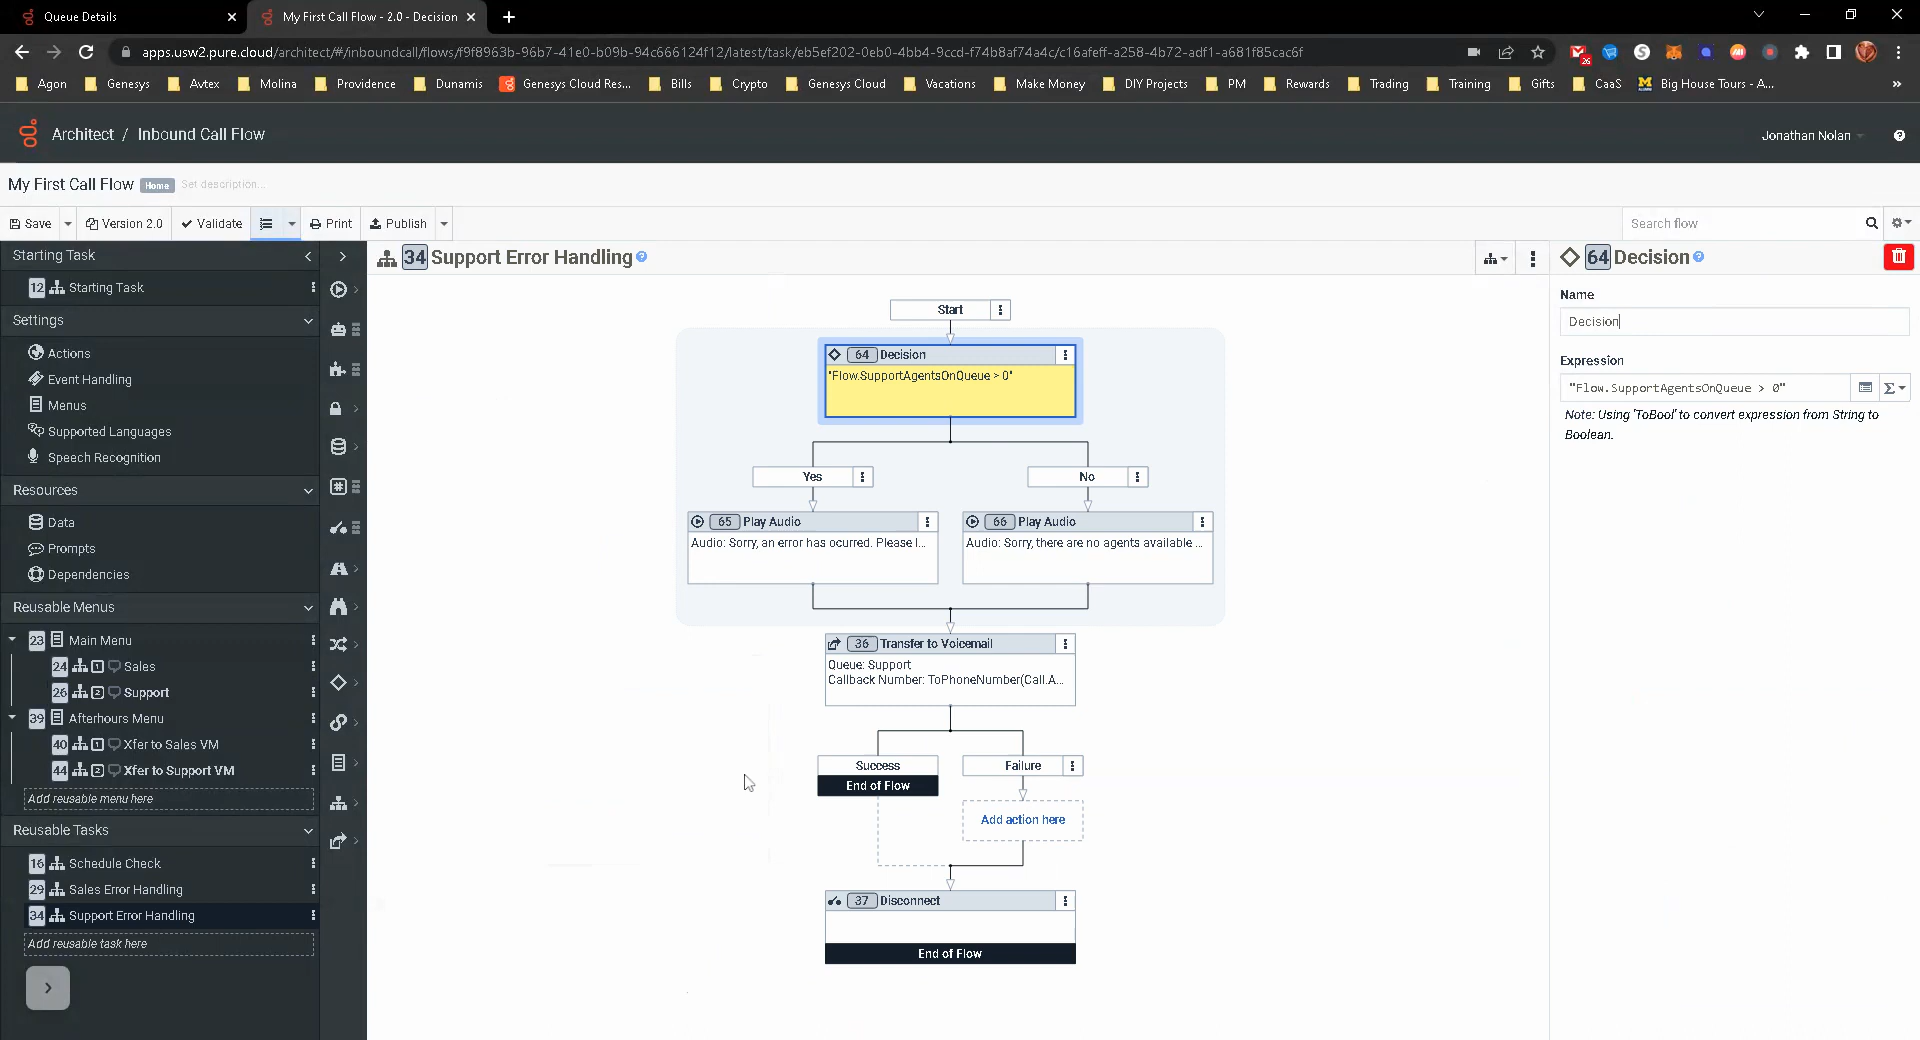 Queue Details
My First Call Flow - 2.0 - Decision
apps.usw2.pure.cloud/architect/#/inboundcall/flows/f9f8963b-96b7-41e0-b09b-94c666124f12/latest/task/eb5ef202-0eb0-4bb4-9ccd-f74b8af74a4c/c16afeff-a258-4b72-adf1-a681f85cac6f
26
Agon
Genesys
Avtex
Molina
Providence
Dunamis
Genesys Cloud Res...
Bills
Crypto
Genesys Cloud
Vacations
Make Money
DIY Projects
PM
Rewards
Trading
Training
Gifts
CaaS
Big House Tours - A...
»
Architect / Inbound Call Flow
Jonathan Nolan
My First Call Flow Home Set description...
Save
Version 2.0
Validate
Print
Publish
Search flow
Starting Task
12 Starting Task
Settings
Actions
Event Handling
Menus
Supported Languages
Speech Recognition
Resources
Data
Prompts
Dependencies
Reusable Menus
23 Main Menu
24 1 Sales
26 2 Support
39 Afterhours Menu
40 1 Xfer to Sales VM
44 2 Xfer to Support VM
Add reusable menu here
Reusable Tasks
16 Schedule Check
29 Sales Error Handling
34 Support Error Handling
Add reusable task here
34 Support Error Handling
Start
64 Decision
"Flow.SupportAgentsOnQueue > 0"
Yes
No
65 Play Audio
Audio: Sorry, an error has ocurred. Please l...
66 Play Audio
Audio: Sorry, there are no agents available ...
36 Transfer to Voicemail
Queue: Support
Callback Number: ToPhoneNumber(Call.A...
Success
End of Flow
Failure
Add action here
37 Disconnect
End of Flow
64 Decision
Name
Decision
Expression
"Flow.SupportAgentsOnQueue > 0"
Note: Using 'ToBool' to convert expression from String to
Boolean.